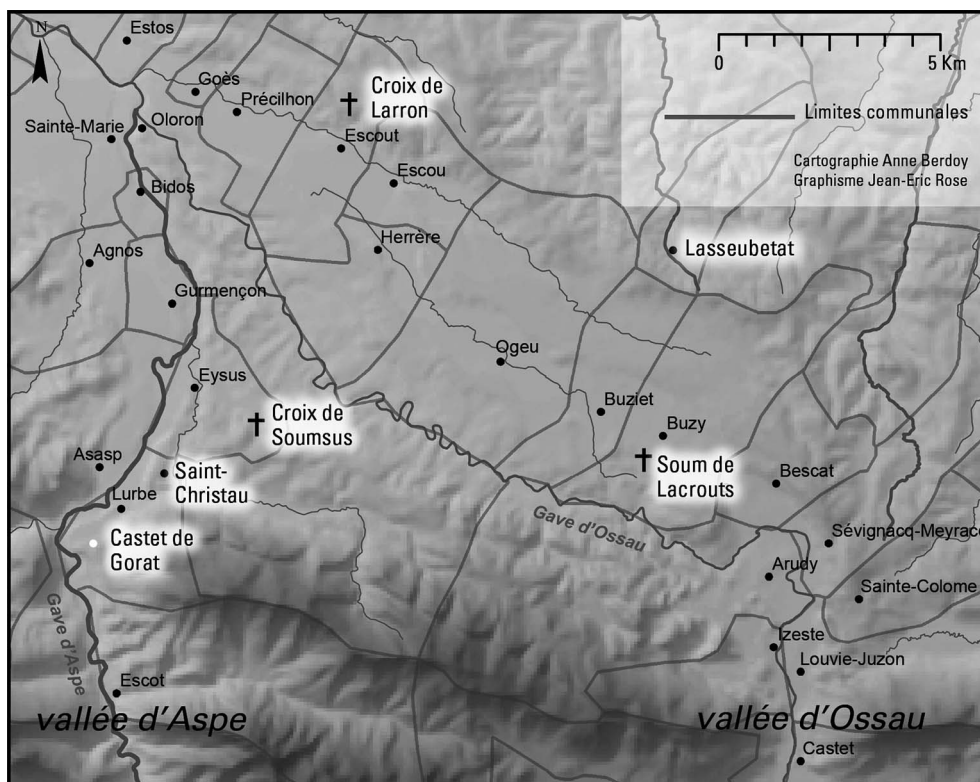 N
Estos
0
5 Km
Goès
Croix de
Larron
Précilhon
Limites communales
Sainte-Marie
Oloron
Escout
Cartographie Anne Berdoy
Graphisme Jean-Eric Rose
Bidos
Escou
Herrère
Lasseubetat
Agnos
Gurmençon
Ogeu
Eysus
Buziet
Croix de
Soumsus
Buzy
Asasp
Saint-
Christau
Soum de
Lacrouts
Bescat
Lurbe
Gave d'Ossau
Castet de
Gorat
Sévignacq-Meyrac
Arudy
Sainte-Colome
Gave d'Aspe
Izeste
Louvie-Juzon
Escot
vallée d'Aspe
vallée d'Ossau
Castet